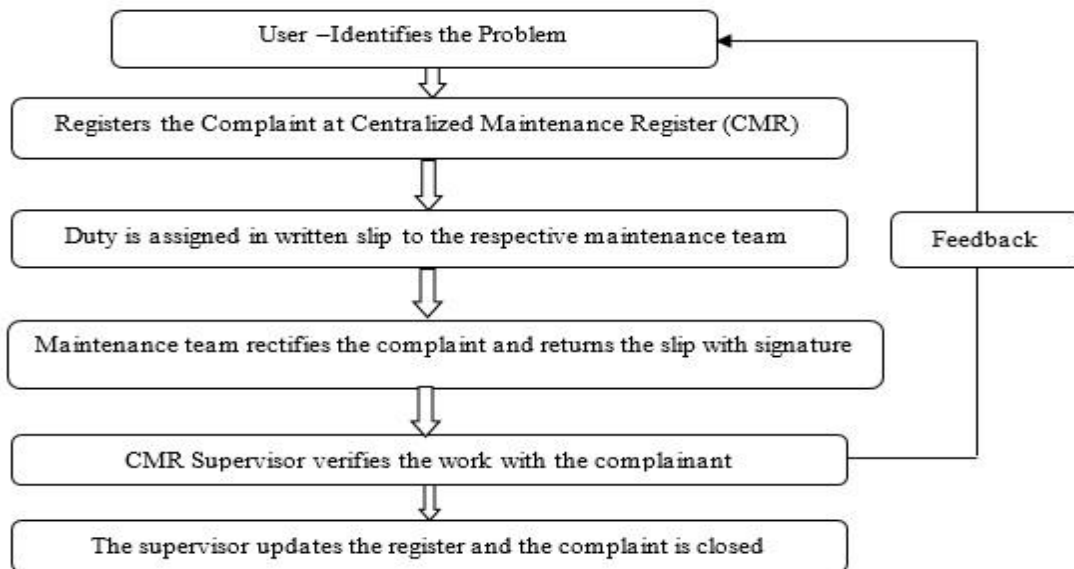 User –Identifies the Problem
Registers the Complaint at Centralized Maintenance Register (CMR)
Duty is assigned in written slip to the respective maintenance team
Feedback
Maintenance team rectifies the complaint and returns the slip with signature
CMR Supervisor verifies the work with the complainant
The supervisor updates the register and the complaint is closed